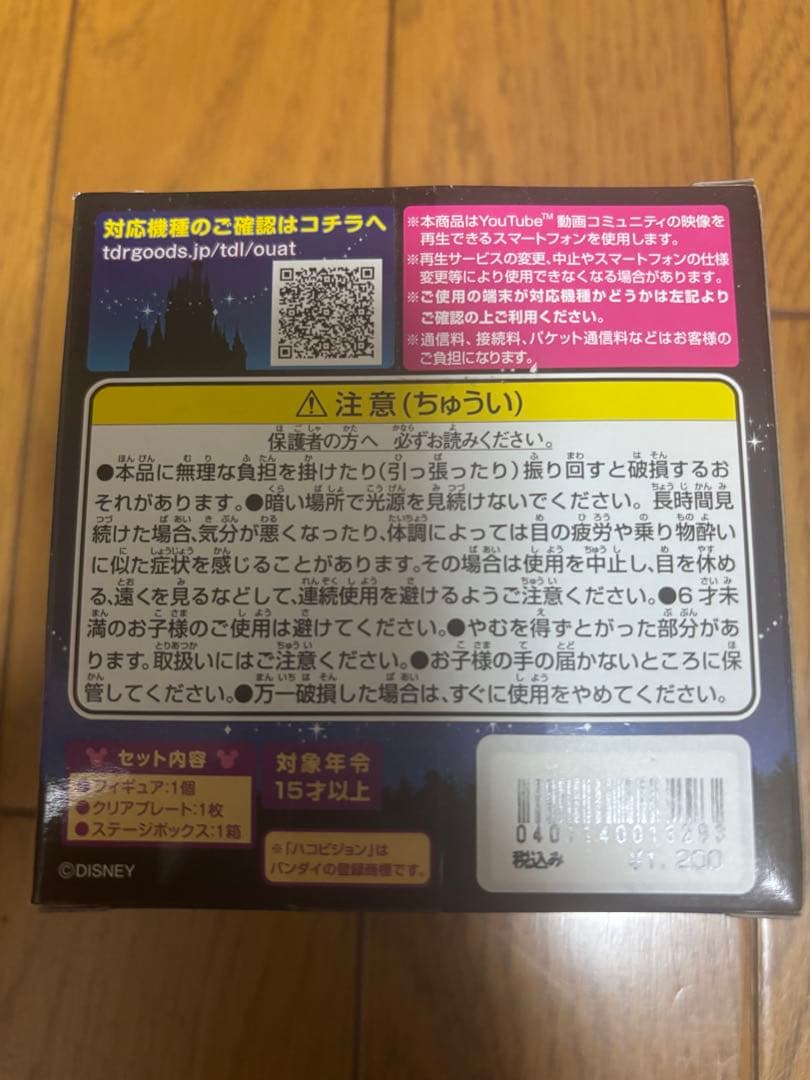 対応機種のご確認はコチラへ
tdrgoods.jp/tdl/ouat
※本商品はYouTube™ 動画コミュニティの映像を
再生できるスマートフォンを使用します。
※再生サービスの変更、中止やスマートフォンの仕様
変更等により使用できなくなる場合があります。
※ご使用の端末が対応機種かどうかは左記より
ご確認の上ご利用ください。
※通信料、接続料、パケット通信料などはお客様の
ご負担になります。
注意(ちゅうい)
保護者の方へ 必ずお読みください。
●本品に無理な負担を掛けたり(引っ張ったり)振り回すと破損するお
それがあります。●暗い場所で光源を見続けないでください。長時間見
続けた場合、気分が悪くなったり、体調によっては目の疲労や乗り物酔い
に似た症状を感じることがあります。その場合は使用を中止し、目を休め
る、遠くを見るなどして、連続使用を避けるようご注意ください。●6才未
満のお子様のご使用は避けてください。●やむを得ずとがった部分があ
ります。取扱いにはご注意ください。●お子様の手の届かないところに保
管してください。●万一破損した場合は、すぐに使用をやめてください。
セット内容
●フィギュア:1個
●クリアプレート:1枚
●ステージボックス:1箱
対象年令
15才以上
※「ハコビジョン」は
バンダイの登録商標です。
©DISNEY
税込み ¥1,200